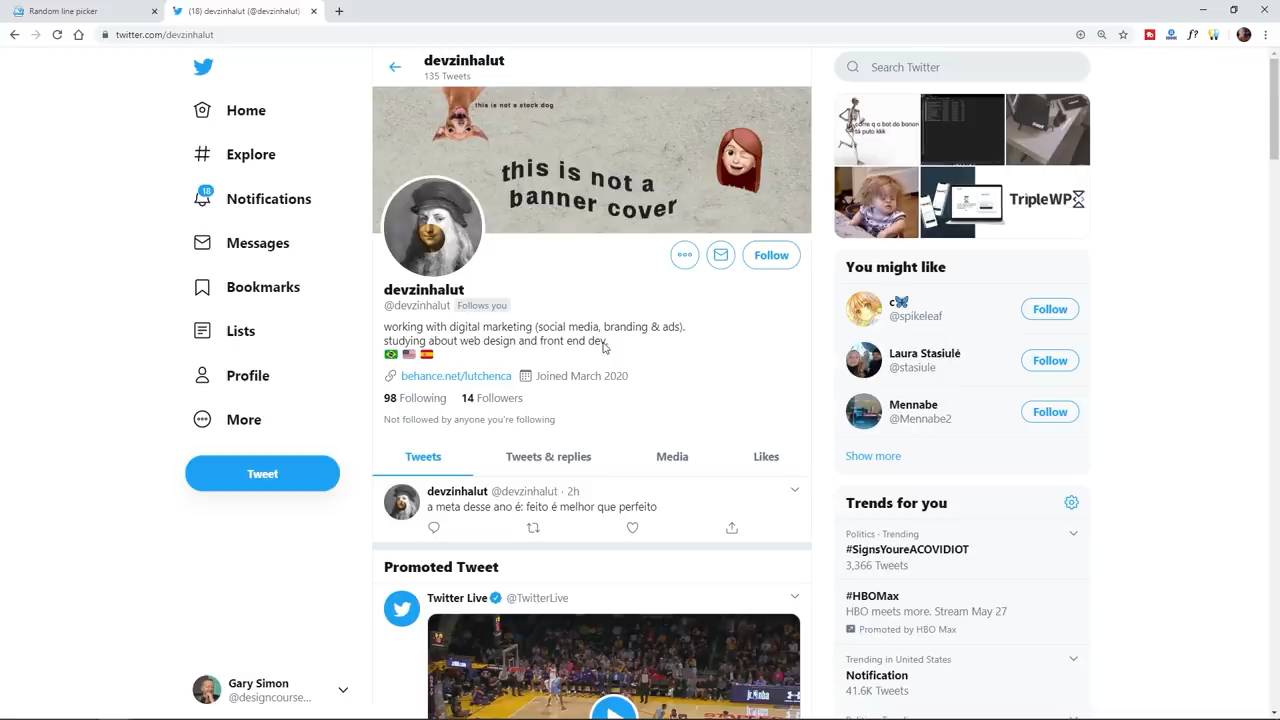 Random line picker
(18) devzinhalut (@devzinhalut)
twitter.com/devzinhalut
Home
Explore
18
Notifications
Messages
Bookmarks
Lists
Profile
More
Tweet
Gary Simon
@designcourse...
devzinhalut
135 Tweets
this is not a stock dog
this is not a
banner cover
Follow
devzinhalut
@devzinhalut Follows you
working with digital marketing (social media, branding & ads).
studying about web design and front end dev.
behance.net/lutchenca Joined March 2020
98 Following 14 Followers
Not followed by anyone you're following
Tweets Tweets & replies Media Likes
devzinhalut @devzinhalut · 2h
a meta desse ano é: feito é melhor que perfeito
Promoted Tweet
Twitter Live @TwitterLive
Search Twitter
tá puto kkk
TripleWP
You might like
c
@spikeleaf
Follow
Laura Stasiulé
@stasiule
Follow
Mennabe
@Mennabe2
Follow
Show more
Trends for you
Politics · Trending
#SignsYoureACOVIDIOT
3,366 Tweets
#HBOMax
HBO meets more. Stream May 27
Promoted by HBO Max
Trending in United States
Notification
41.6K Tweets